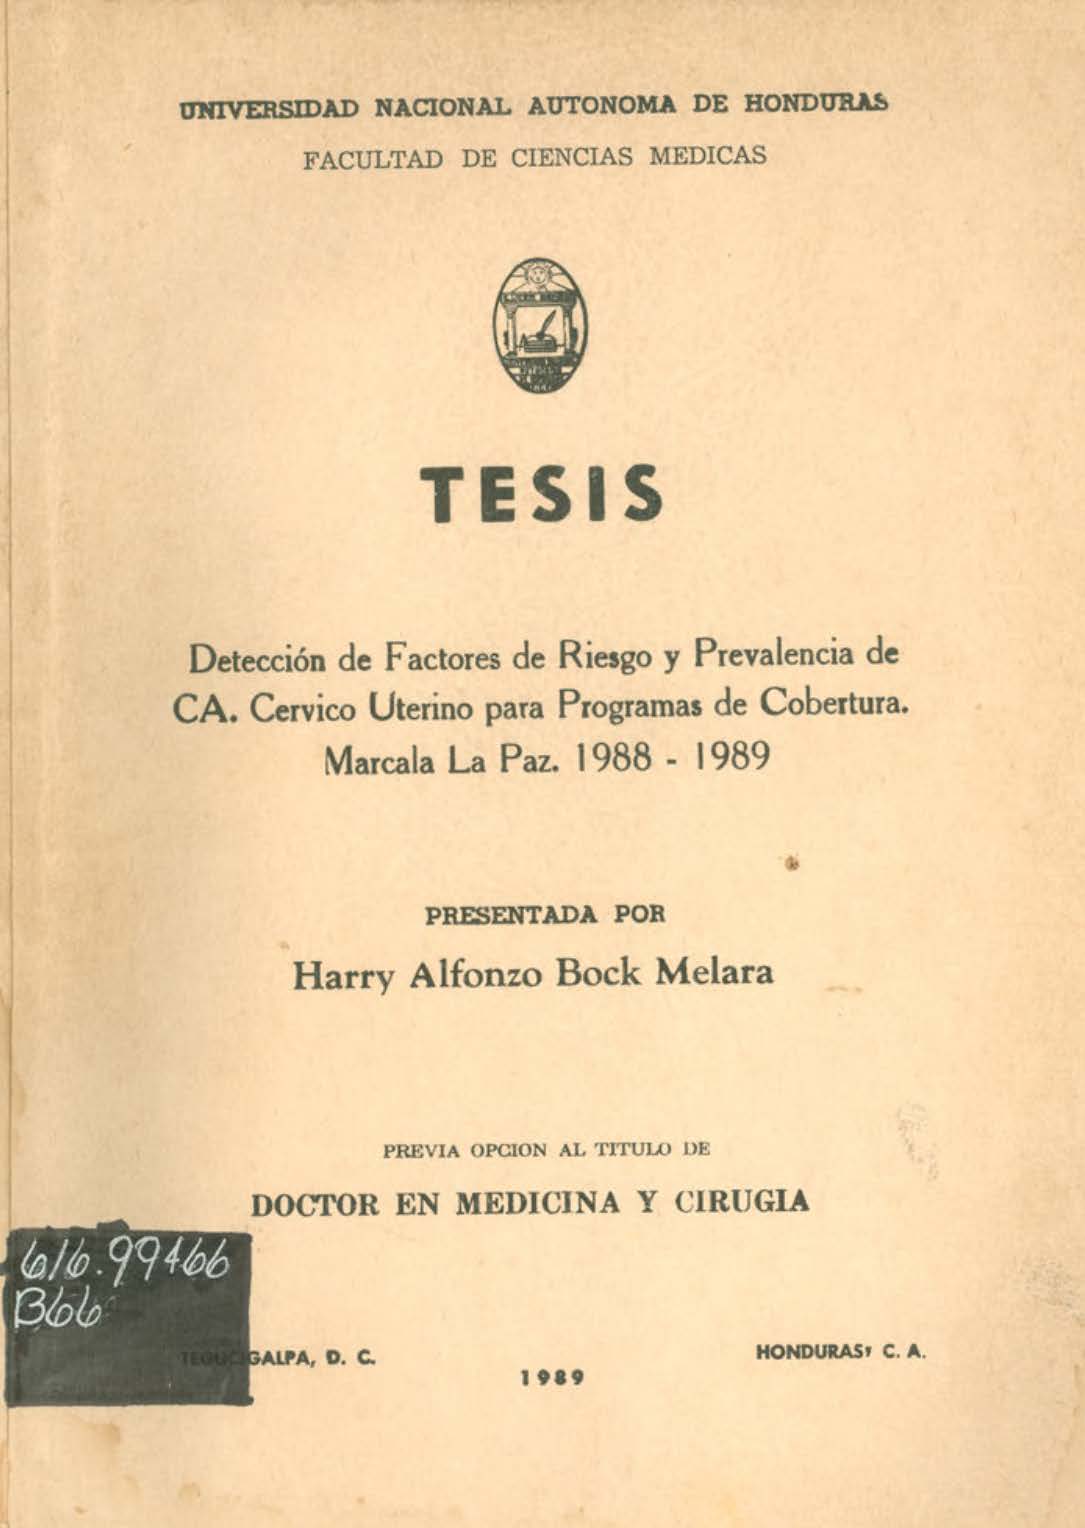 UNIVERSIDAD NACIONAL AUTONOMA DE HONDURAS
FACULTAD DE CIENCIAS MEDICAS
TESIS
Detección de Factores de Riesgo y Prevalencia de
CA. Cervico Uterino para Programas de Cobertura.
Marcala La Paz. 1988 - 1989
PRESENTADA POR
Harry Alfonzo Bock Melara
PREVIA OPCION AL TITULO DE
DOCTOR EN MEDICINA Y CIRUGIA
616.99466
B66
TEGUCIGALPA, D. C.
HONDURAS, C. A.
1989